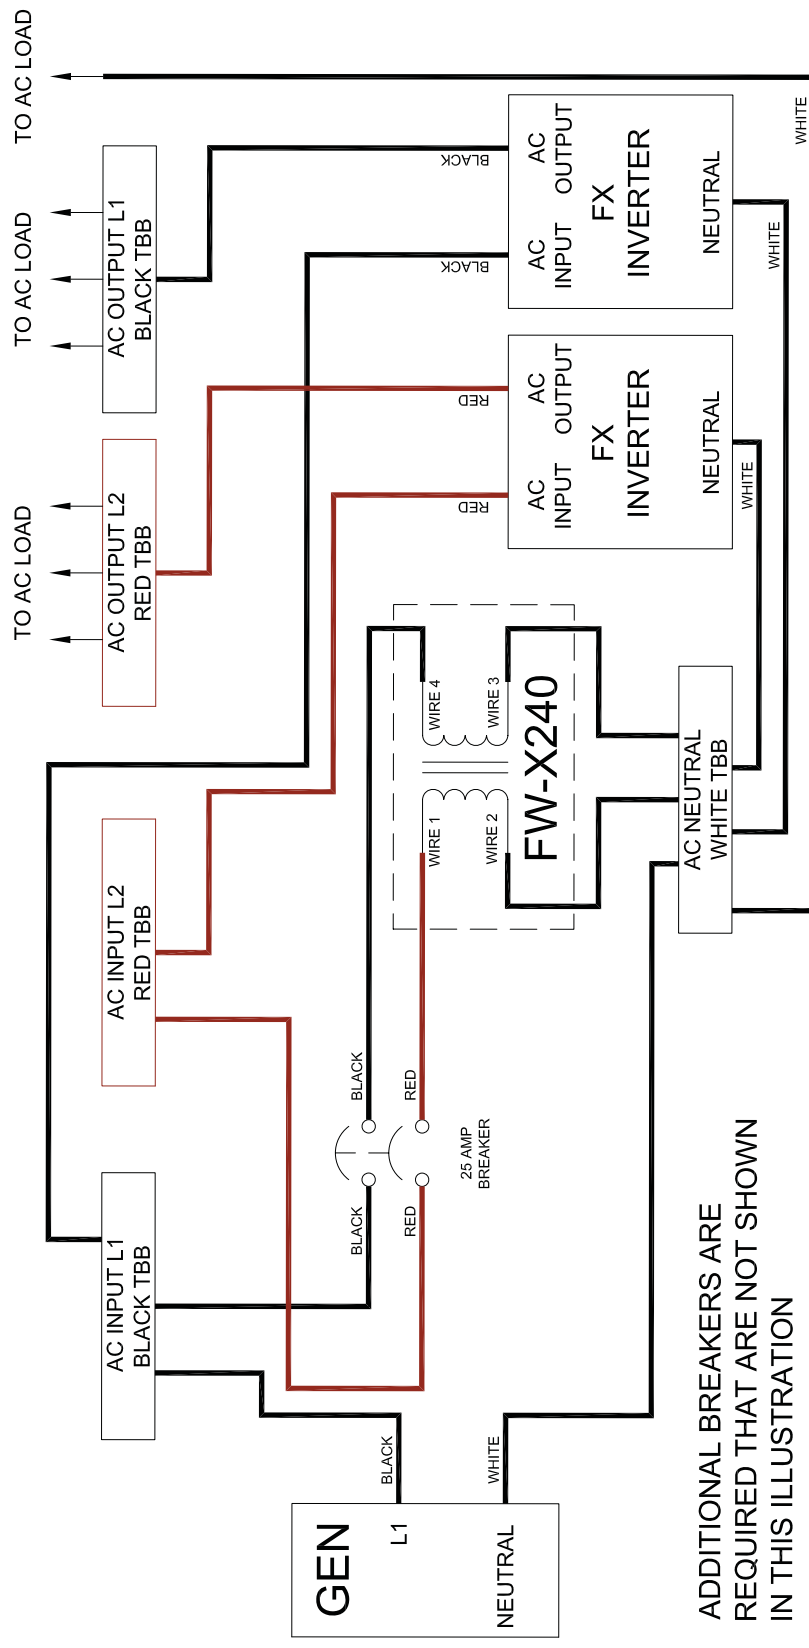 GEN
L1
NEUTRAL
BLACK
WHITE
AC INPUT L1
BLACK TBB
AC INPUT L2
RED TBB
AC OUTPUT L2
RED TBB
AC OUTPUT L1
BLACK TBB
TO AC LOAD
TO AC LOAD
TO AC LOAD
BLACK
BLACK
RED
RED
25 AMP
BREAKER
WIRE 1
WIRE 2
WIRE 4
WIRE 3
FW-X240
AC NEUTRAL
WHITE TBB
RED
RED
AC
INPUT
AC
OUTPUT
FX
INVERTER
NEUTRAL
WHITE
BLACK
BLACK
AC
INPUT
AC
OUTPUT
FX
INVERTER
NEUTRAL
WHITE
WHITE
ADDITIONAL BREAKERS ARE
REQUIRED THAT ARE NOT SHOWN
IN THIS ILLUSTRATION